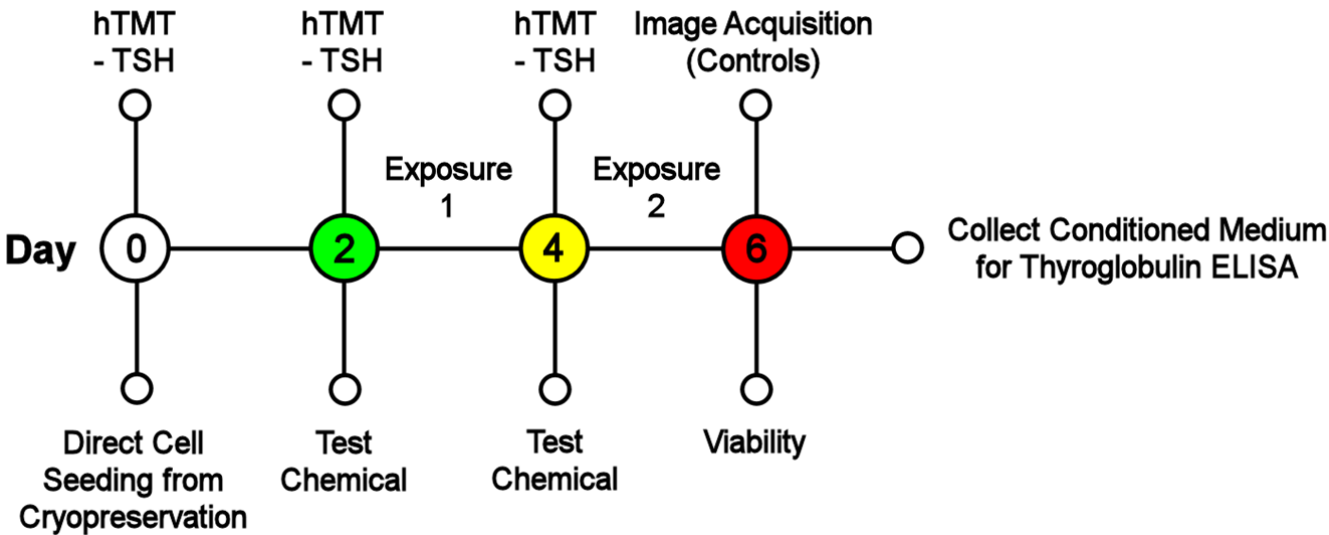 hTMT
- TSH
hTMT
- TSH
hTMT
- TSH
Image Acquisition
(Controls)
Exposure
1
Exposure
2
Day
0
2
4
6
Collect Conditioned Medium
for Thyroglobulin ELISA
Direct Cell
Seeding from
Cryopreservation
Test
Chemical
Test
Chemical
Viability